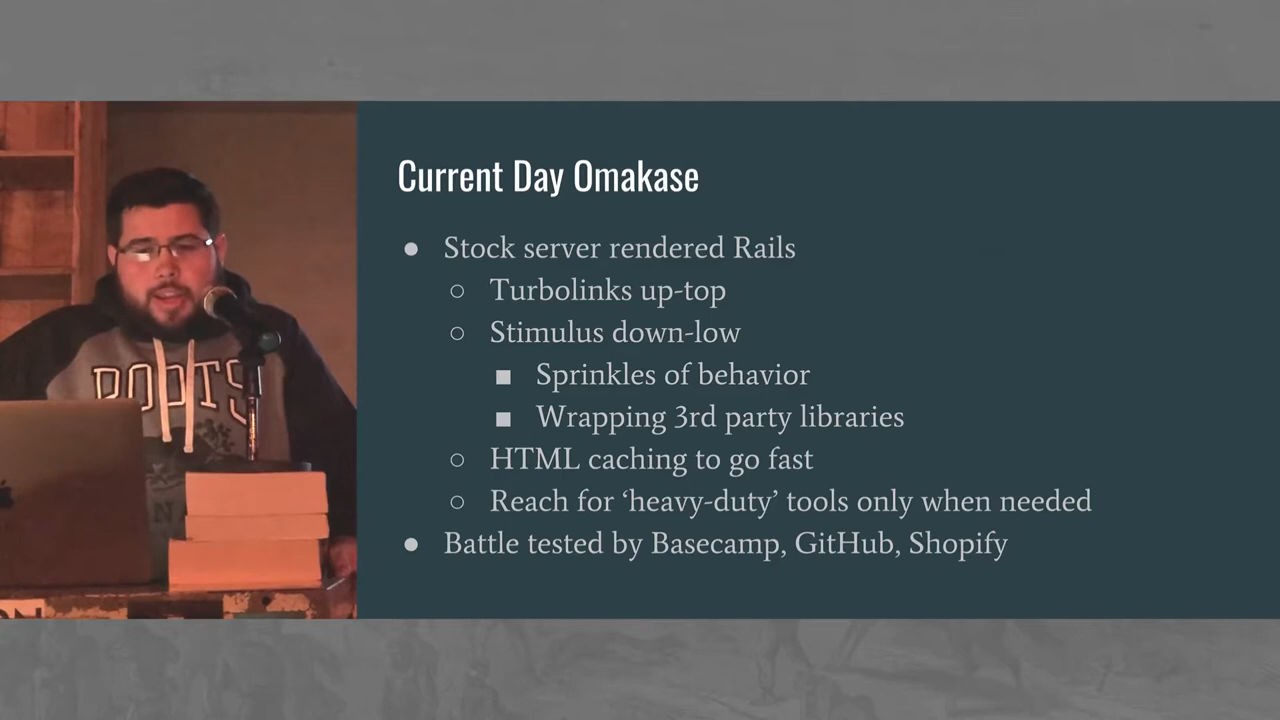 Current Day Omakase
● Stock server rendered Rails
○ Turbolinks up-top
○ Stimulus down-low
■ Sprinkles of behavior
■ Wrapping 3rd party libraries
○ HTML caching to go fast
○ Reach for ‘heavy-duty’ tools only when needed
● Battle tested by Basecamp, GitHub, Shopify
ROOTS